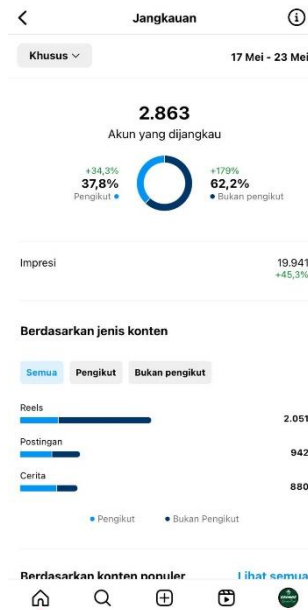 Jangkauan
Khusus
17 Mei - 23 Mei
2.863
Akun yang dijangkau
+34,3%
37,8%
Pengikut
+179%
62,2%
Bukan pengikut
Impresi
19.941
+45,3%
Berdasarkan jenis konten
Semua Pengikut Bukan pengikut
Reels
2.051
Postingan
942
Cerita
880
Pengikut Bukan Pengikut
Berdasarkan konten populer Lihat semua